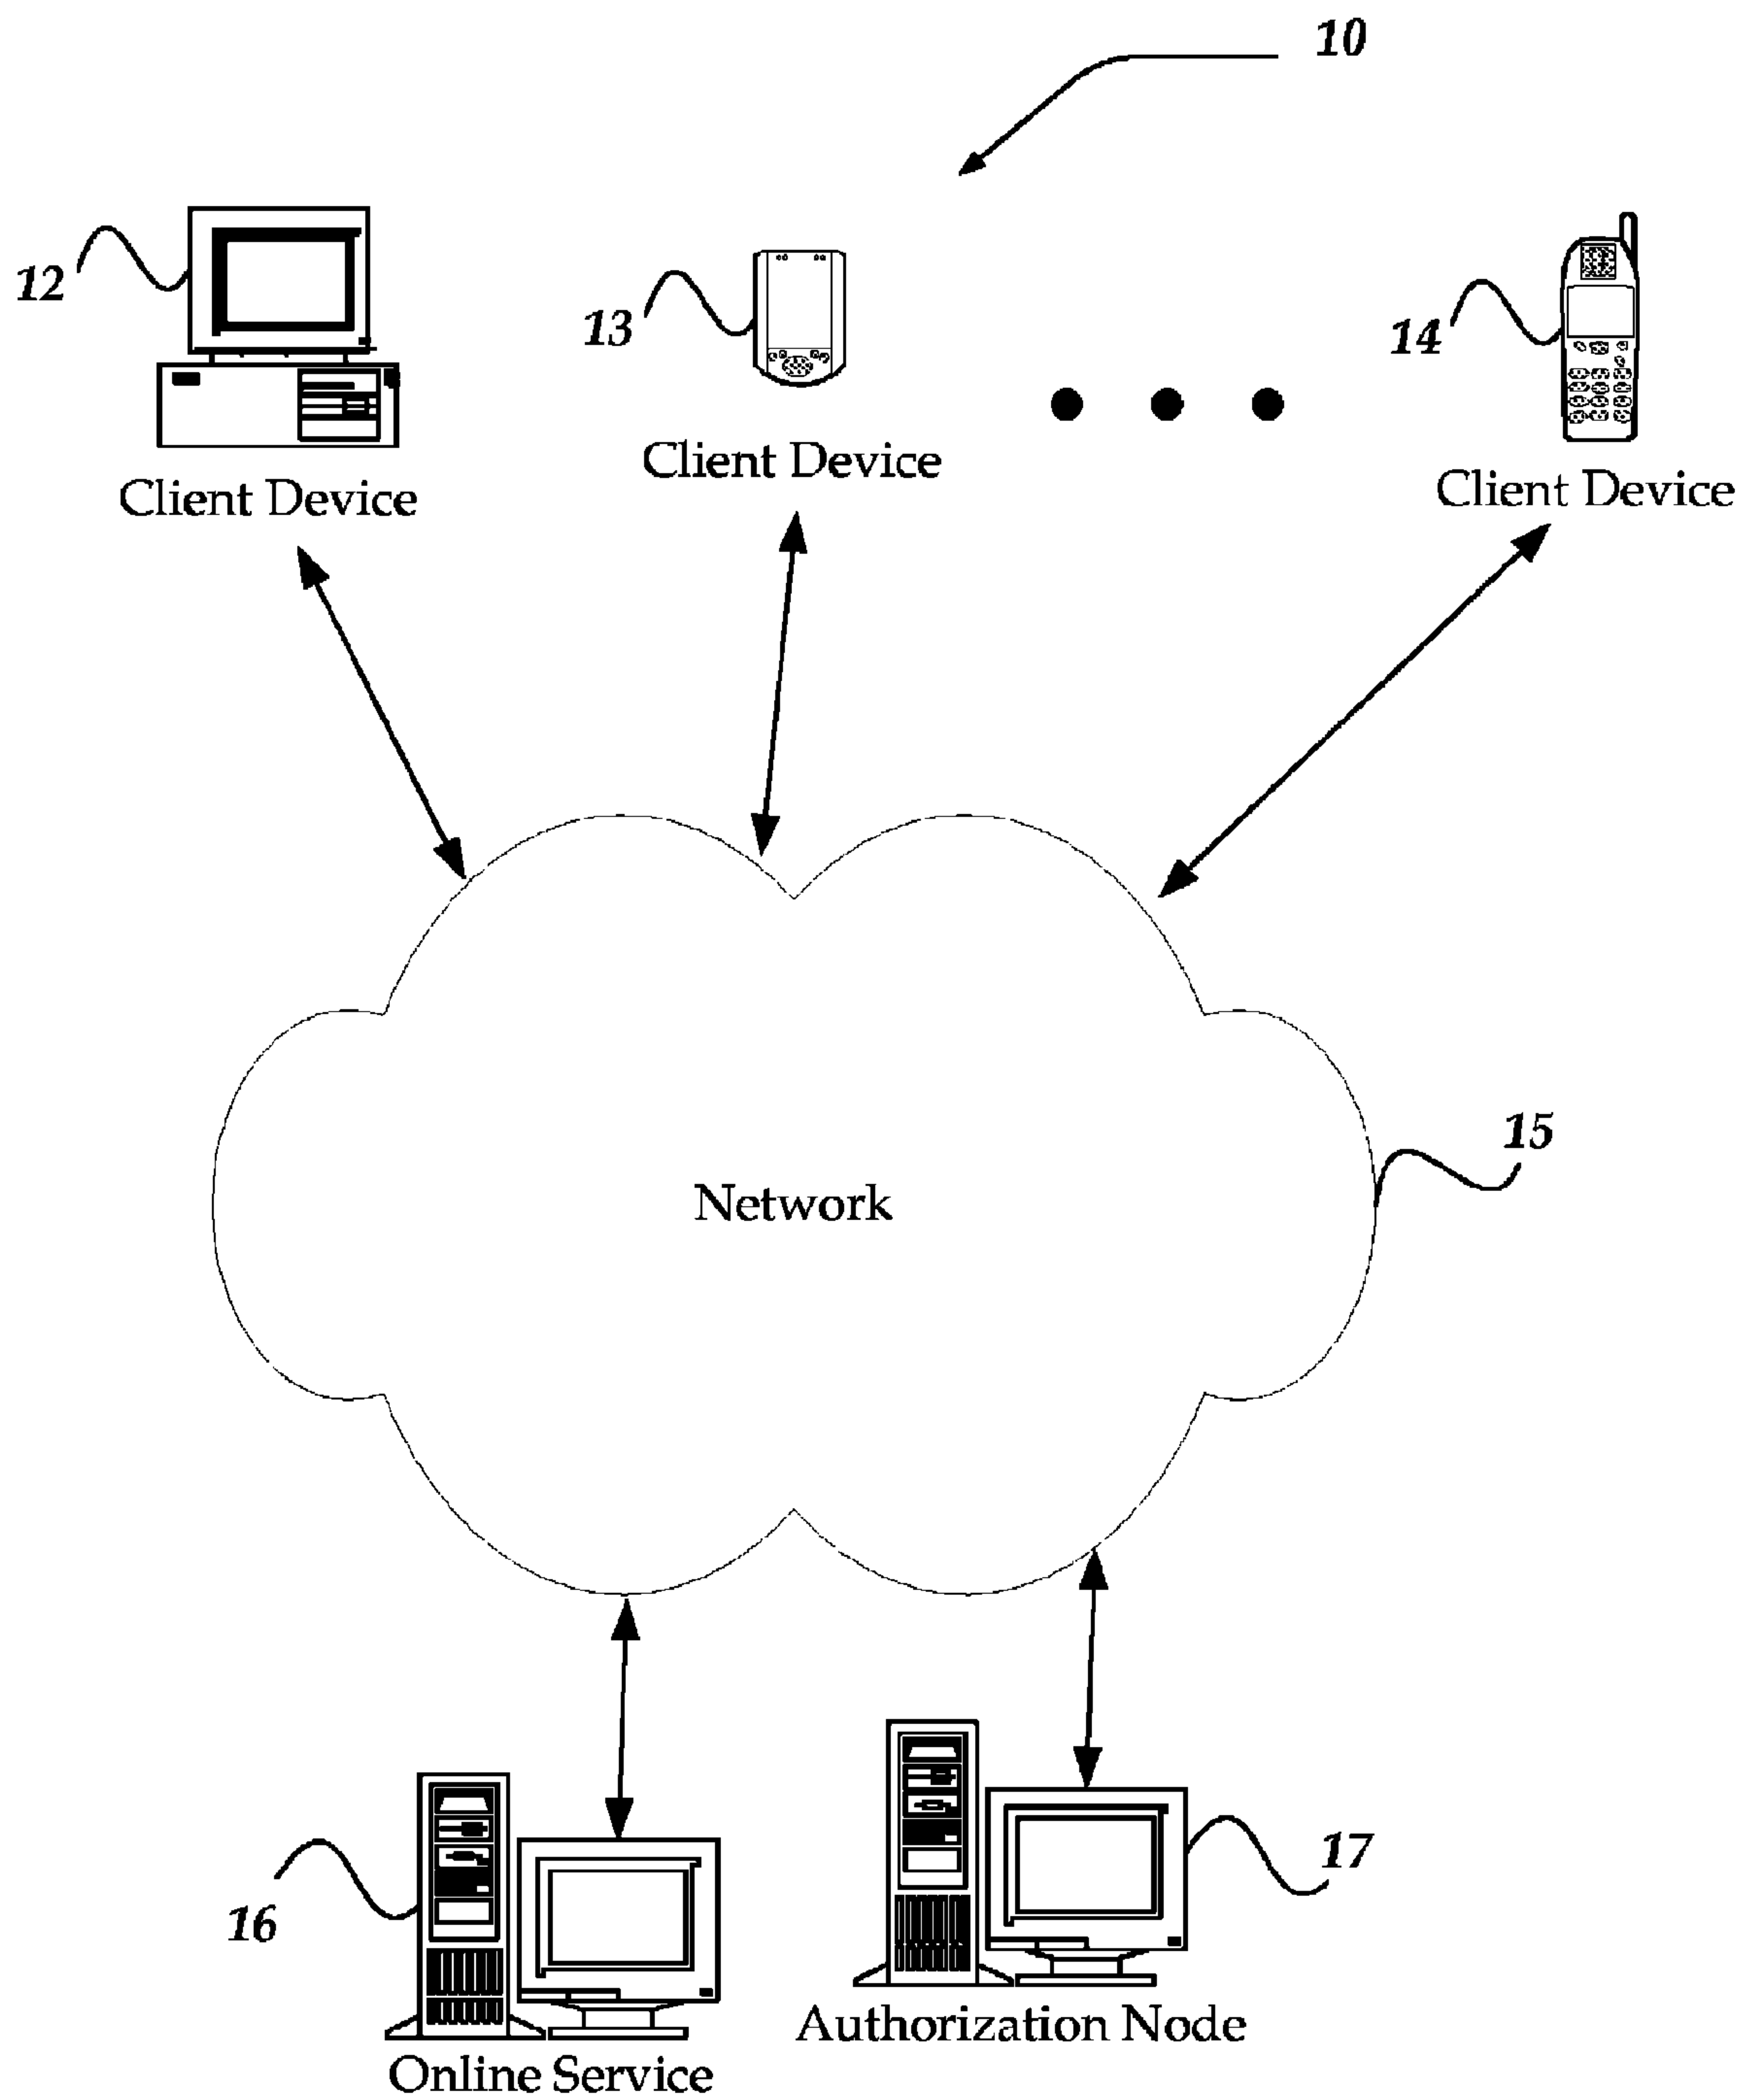 10
12
13
14
Client Device
Client Device
Client Device
15
Network
16
17
Authorization Node
Online Service